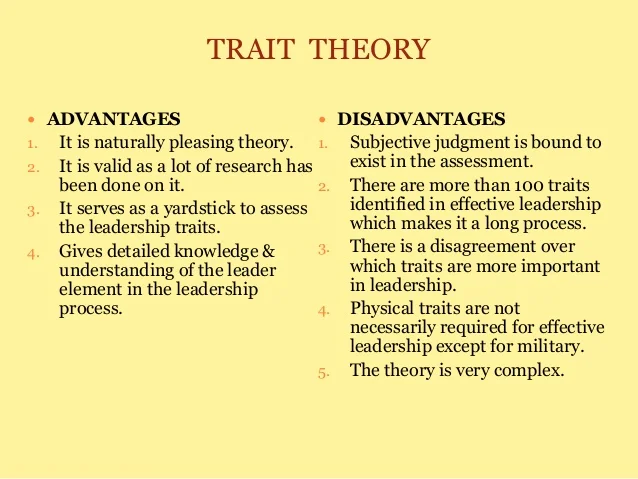 TRAIT THEORY
• ADVANTAGES
1. It is naturally pleasing theory.
2. It is valid as a lot of research has
been done on it.
3. It serves as a yardstick to assess
the leadership traits.
4. Gives detailed knowledge &
understanding of the leader
element in the leadership
process.
• DISADVANTAGES
1. Subjective judgment is bound to
exist in the assessment.
2. There are more than 100 traits
identified in effective leadership
which makes it a long process.
3. There is a disagreement over
which traits are more important
in leadership.
4. Physical traits are not
necessarily required for effective
leadership except for military.
5. The theory is very complex.